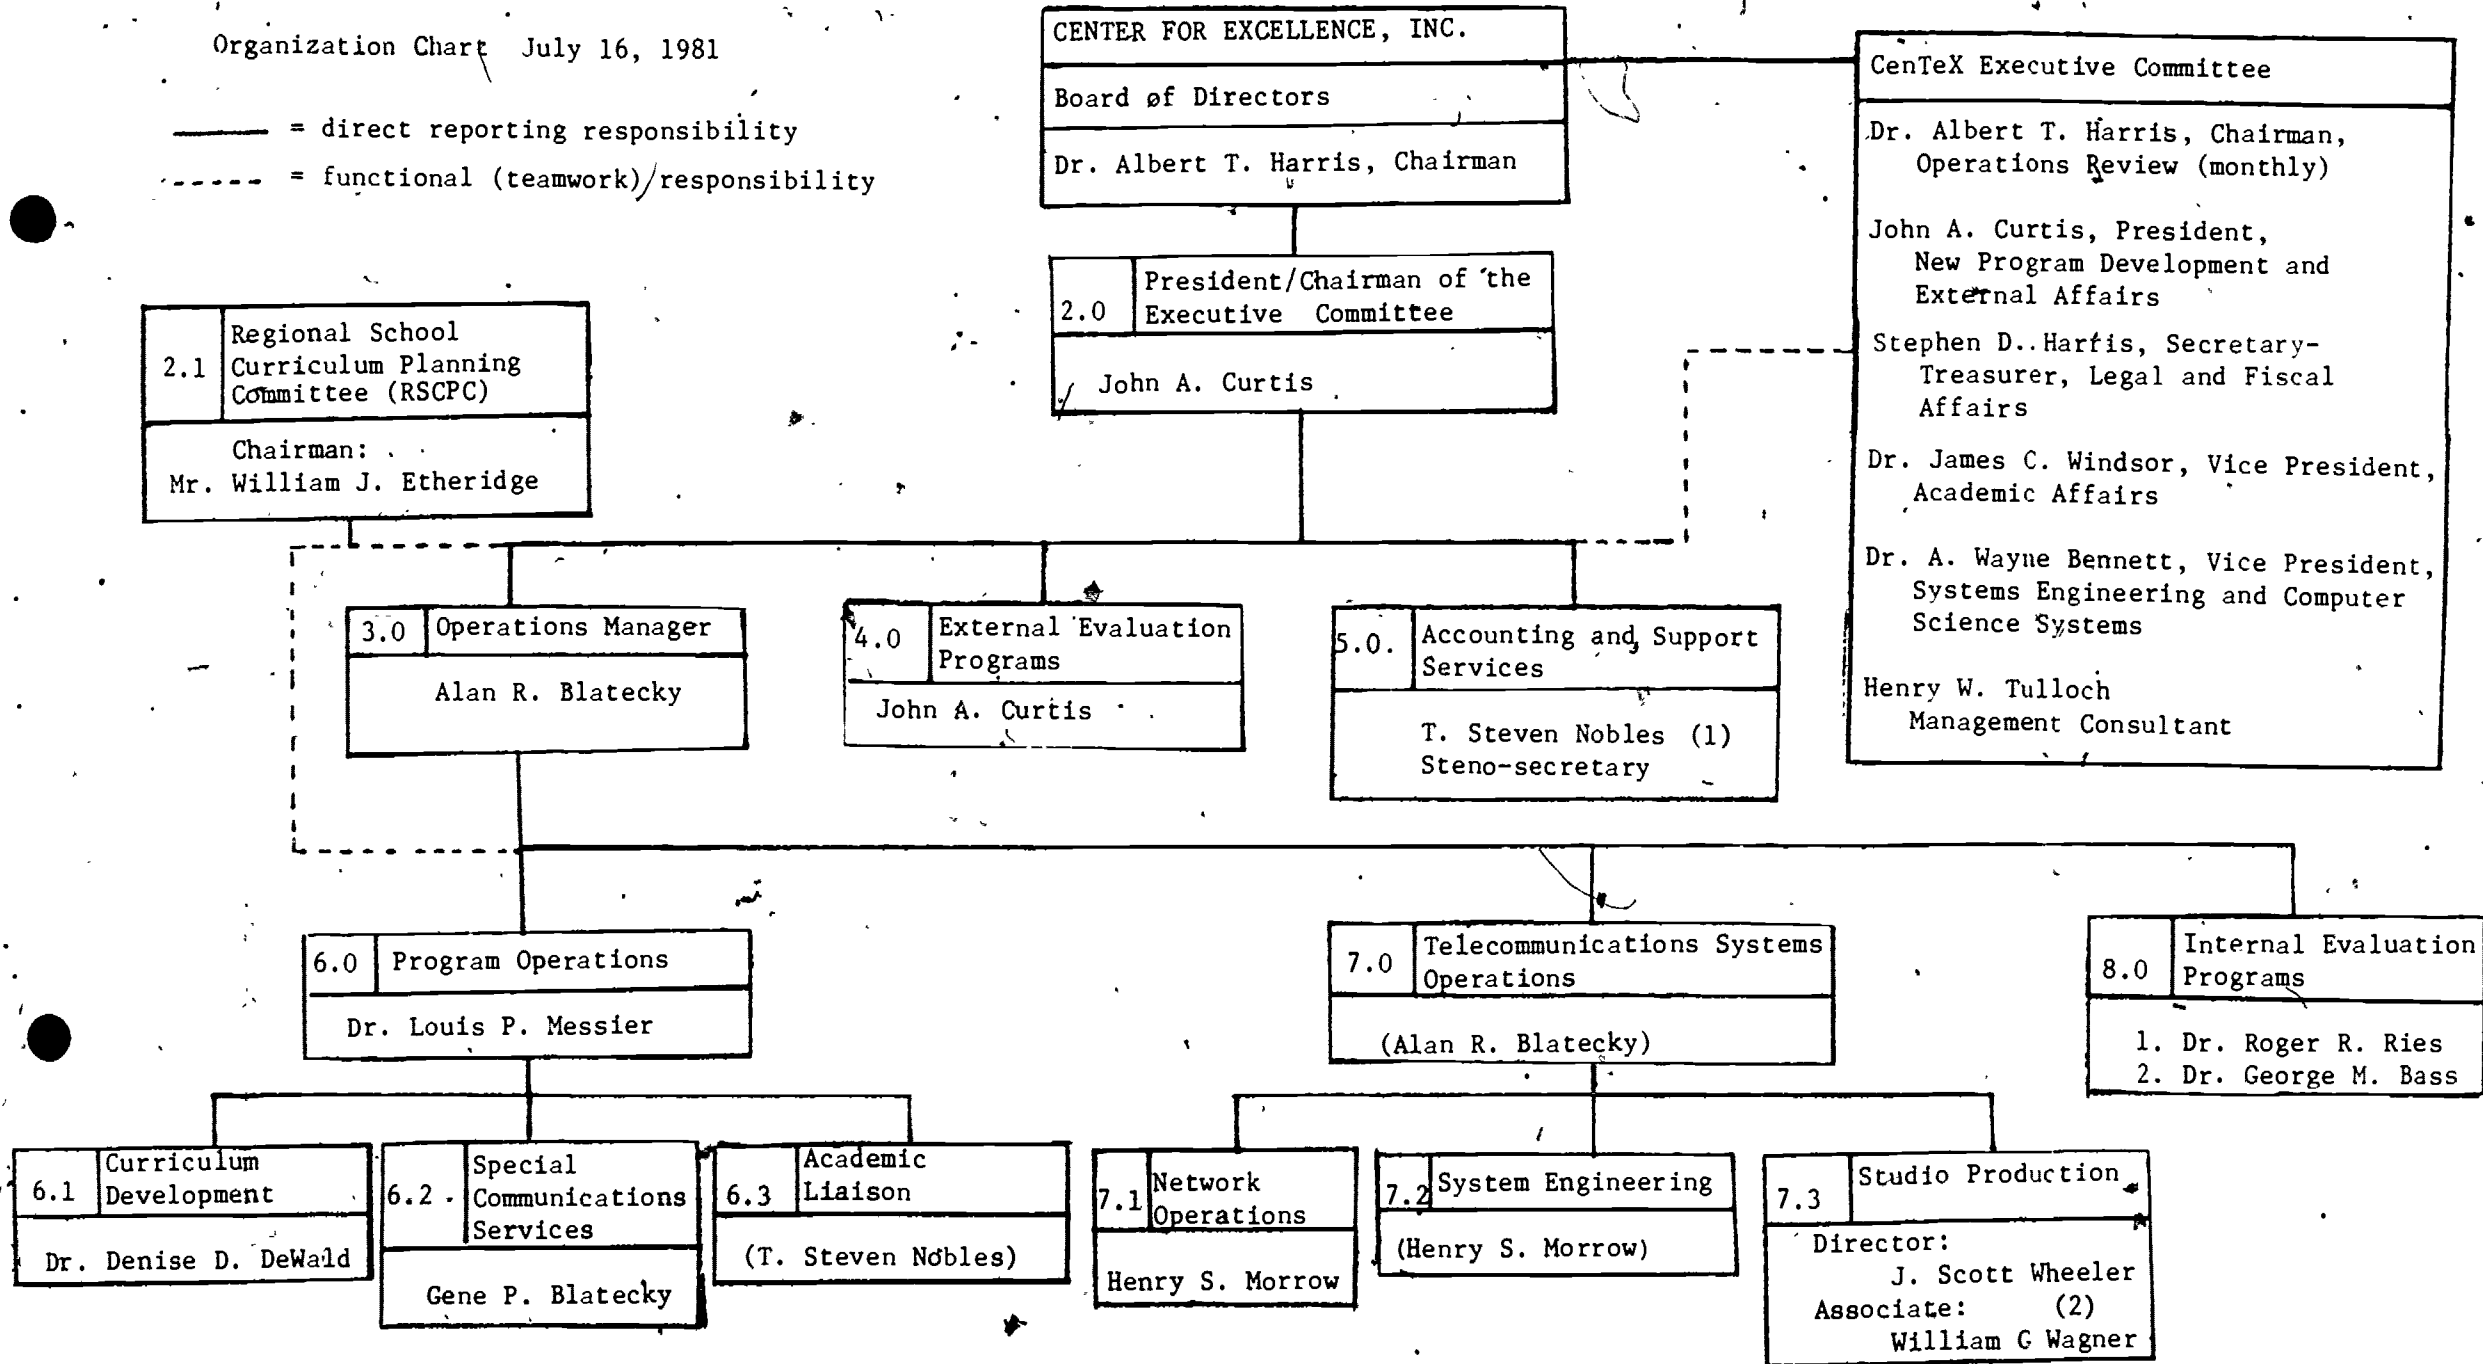 Organization Chart July 16, 1981
——— = direct reporting responsibility
------ = functional (teamwork)/responsibility
CENTER FOR EXCELLENCE, INC.
Board of Directors
Dr. Albert T. Harris, Chairman
CenTeX Executive Committee
Dr. Albert T. Harris, Chairman,
Operations Review (monthly)
John A. Curtis, President,
New Program Development and
External Affairs
Stephen D. Harris, Secretary-
Treasurer, Legal and Fiscal
Affairs
Dr. James C. Windsor, Vice President,
Academic Affairs
Dr. A. Wayne Bennett, Vice President,
Systems Engineering and Computer
Science Systems
Henry W. Tulloch
Management Consultant
2.0
President/Chairman of the
Executive Committee
John A. Curtis
2.1
Regional School
Curriculum Planning
Committee (RSCPC)
Chairman:
Mr. William J. Etheridge
3.0 Operations Manager
Alan R. Blatecky
4.0
External Evaluation
Programs
John A. Curtis
5.0.
Accounting and Support
Services
T. Steven Nobles (1)
Steno-secretary
6.0 Program Operations
Dr. Louis P. Messier
7.0
Telecommunications Systems
Operations
(Alan R. Blatecky)
8.0
Internal Evaluation
Programs
1. Dr. Roger R. Ries
2. Dr. George M. Bass
6.1
Curriculum
Development
Dr. Denise D. DeWald
6.2
Special
Communications
Services
Gene P. Blatecky
6.3
Academic
Liaison
(T. Steven Nobles)
7.1
Network
Operations
Henry S. Morrow
7.2 System Engineering
(Henry S. Morrow)
7.3
Studio Production
Director:
J. Scott Wheeler
Associate: (2)
William G Wagner